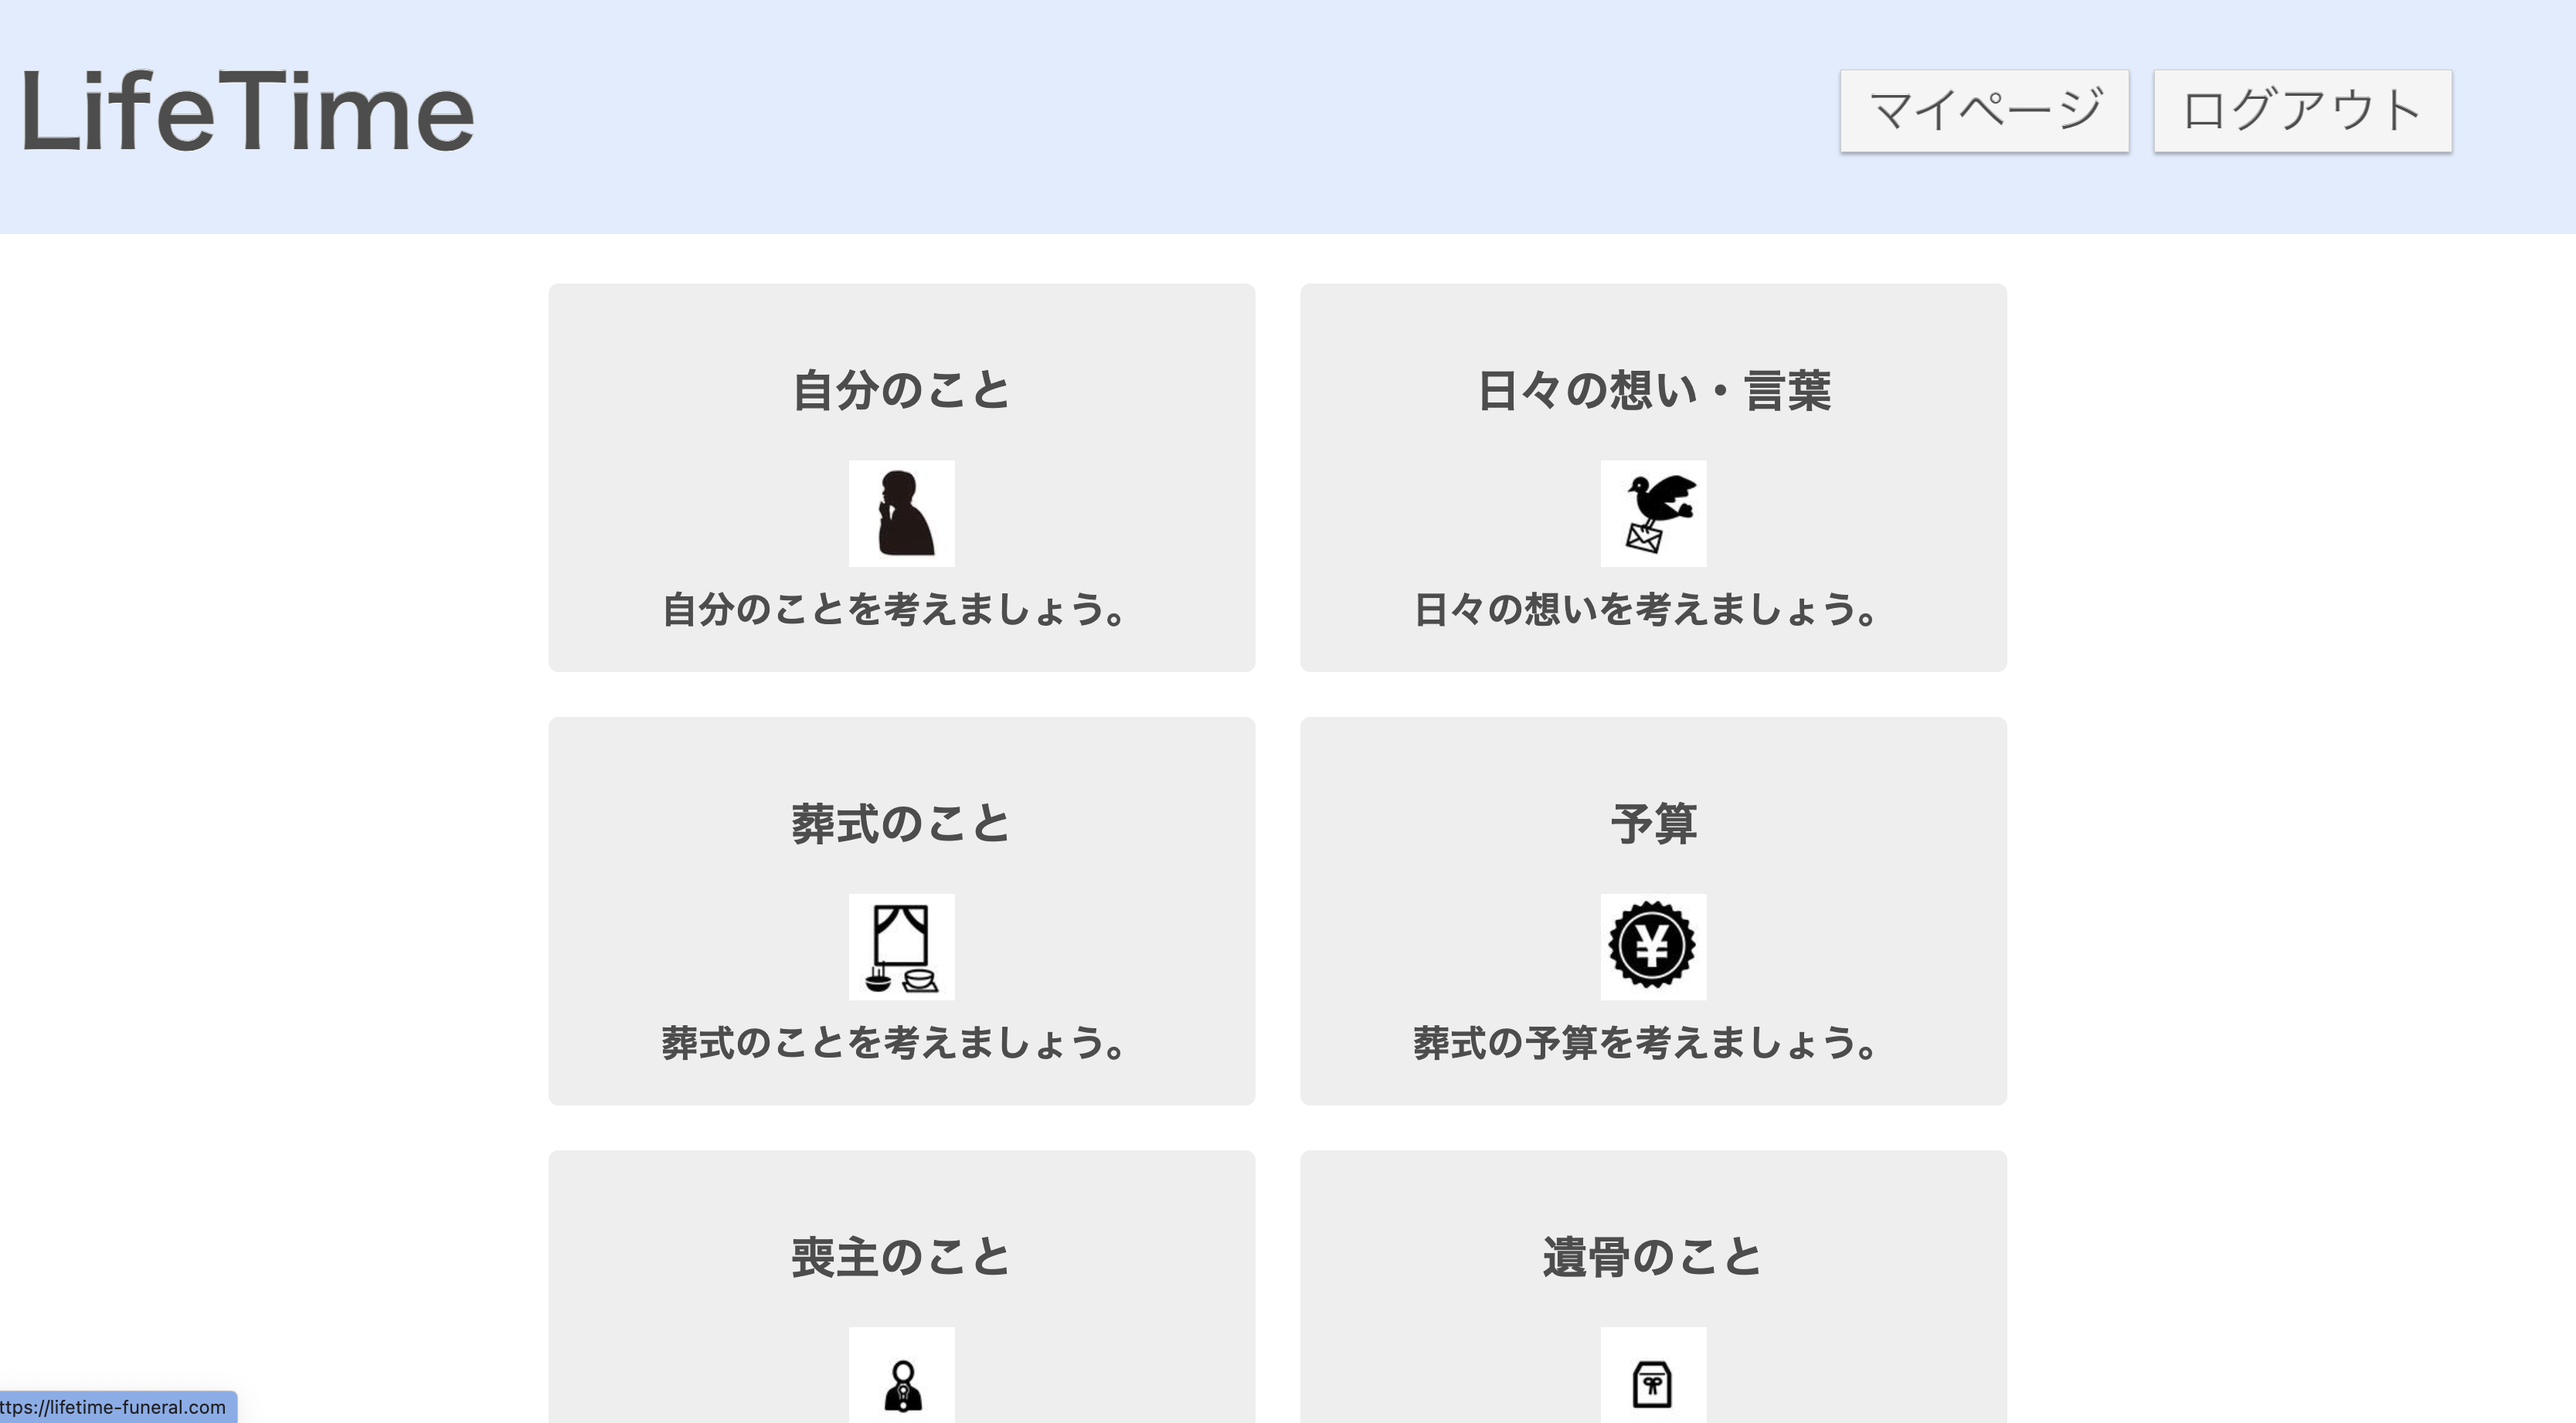 LifeTime
マイページ ログアウト
自分のこと
自分のことを考えましょう。
日々の想い・言葉
日々の想いを考えましょう。
葬式のこと
葬式のことを考えましょう。
予算
¥
葬式の予算を考えましょう。
喪主のこと
遺骨のこと
ttps://lifetime-funeral.com